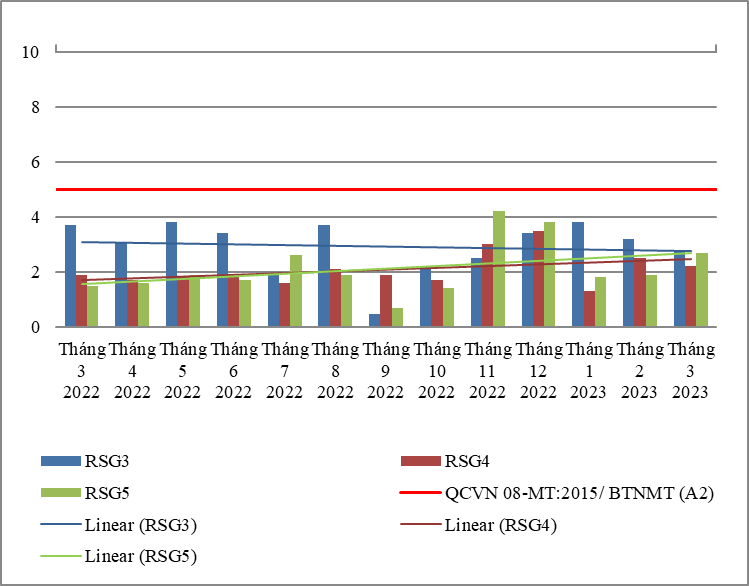 10
8
6
4
2
0
Tháng Tháng Tháng Tháng Tháng Tháng Tháng Tháng Tháng Tháng Tháng Tháng Tháng
3 4 5 6 7 8 9 10 11 12 1 2 3
2022 2022 2022 2022 2022 2022 2022 2022 2022 2022 2023 2023 2023
RSG3 RSG4
RSG5 QCVN 08-MT:2015/ BTNMT (A2)
Linear (RSG3) Linear (RSG4)
Linear (RSG5)